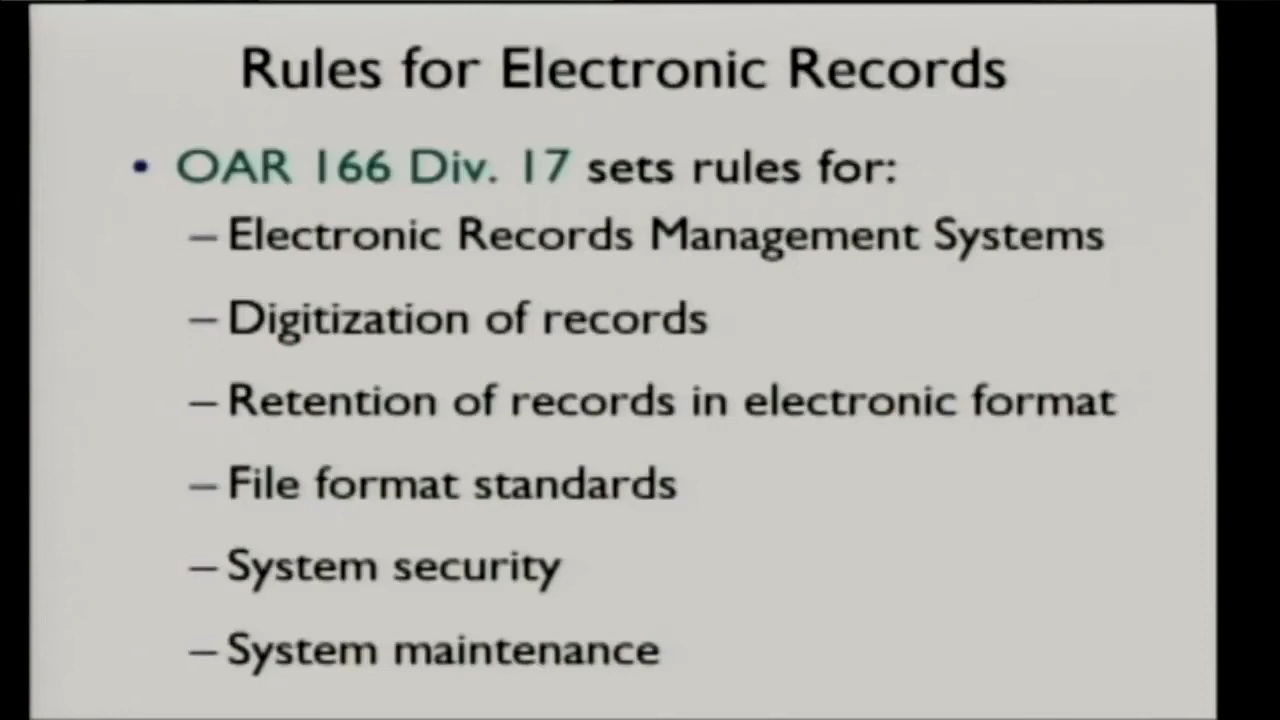 Rules for Electronic Records
• OAR 166 Div. 17 sets rules for:
– Electronic Records Management Systems
– Digitization of records
– Retention of records in electronic format
– File format standards
– System security
– System maintenance